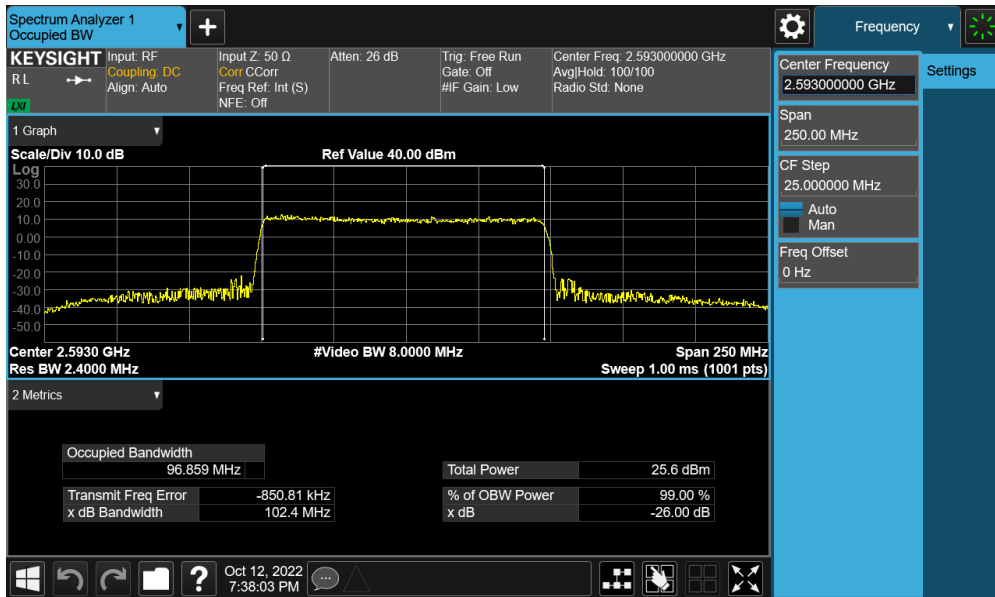 Spectrum Analyzer 1
Occupied BW
+
Frequency
KEYSIGHT
R L
LXI
Input: RF
Coupling: DC
Align: Auto
Input Z: 50 Ω
Corr CCorr
Freq Ref: Int (S)
NFE: Off
Atten: 26 dB
Trig: Free Run
Gate: Off
#IF Gain: Low
Center Freq: 2.593000000 GHz
Avg|Hold: 100/100
Radio Std: None
Center Frequency
2.593000000 GHz
Settings
Span
250.00 MHz
CF Step
25.000000 MHz
Auto
Man
Freq Offset
0 Hz
1 Graph
Scale/Div 10.0 dB
Ref Value 40.00 dBm
Log
30.0
20.0
10.0
0.00
-10.0
-20.0
-30.0
-40.0
-50.0
Center 2.5930 GHz
#Video BW 8.0000 MHz
Span 250 MHz
Res BW 2.4000 MHz
Sweep 1.00 ms (1001 pts)
2 Metrics
Occupied Bandwidth
96.859 MHz
Total Power 25.6 dBm
Transmit Freq Error -850.81 kHz
% of OBW Power 99.00 %
x dB Bandwidth 102.4 MHz
x dB -26.00 dB
?
Oct 12, 2022
7:38:03 PM